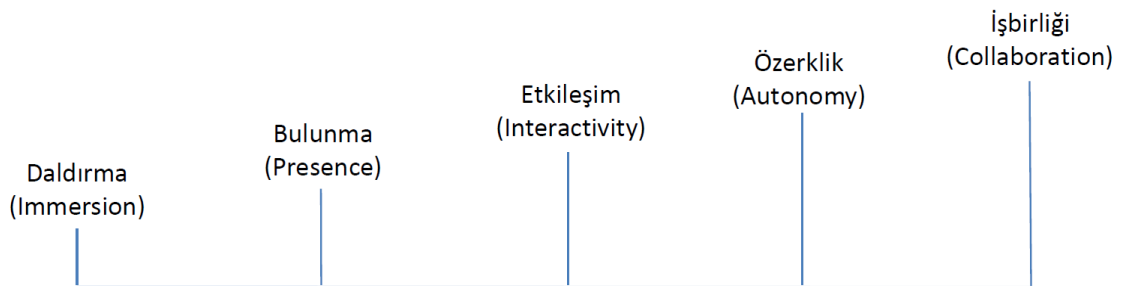 Daldırma
(Immersion)
Bulunma
(Presence)
Etkileşim
(Interactivity)
Özerklik
(Autonomy)
İşbirliği
(Collaboration)